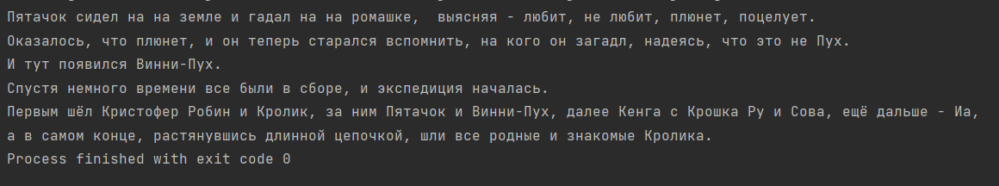 Пятачок сидел на на земле и гадал на на ромашке,  выясняя - любит, не любит, плюнет, поцелует.
Оказалось, что плюнет, и он теперь старался вспомнить, на кого он загадл, надеясь, что это не Пух.
И тут появился Винни-Пух.
Спустя немного времени все были в сборе, и экспедиция началась.
Первым шёл Кристофер Робин и Кролик, за ним Пятачок и Винни-Пух, далее Кенга с Крошка Ру и Сова, ещё дальше - Иа,
а в самом конце, растянувшись длинной цепочкой, шли все родные и знакомые Кролика.
Process finished with exit code 0